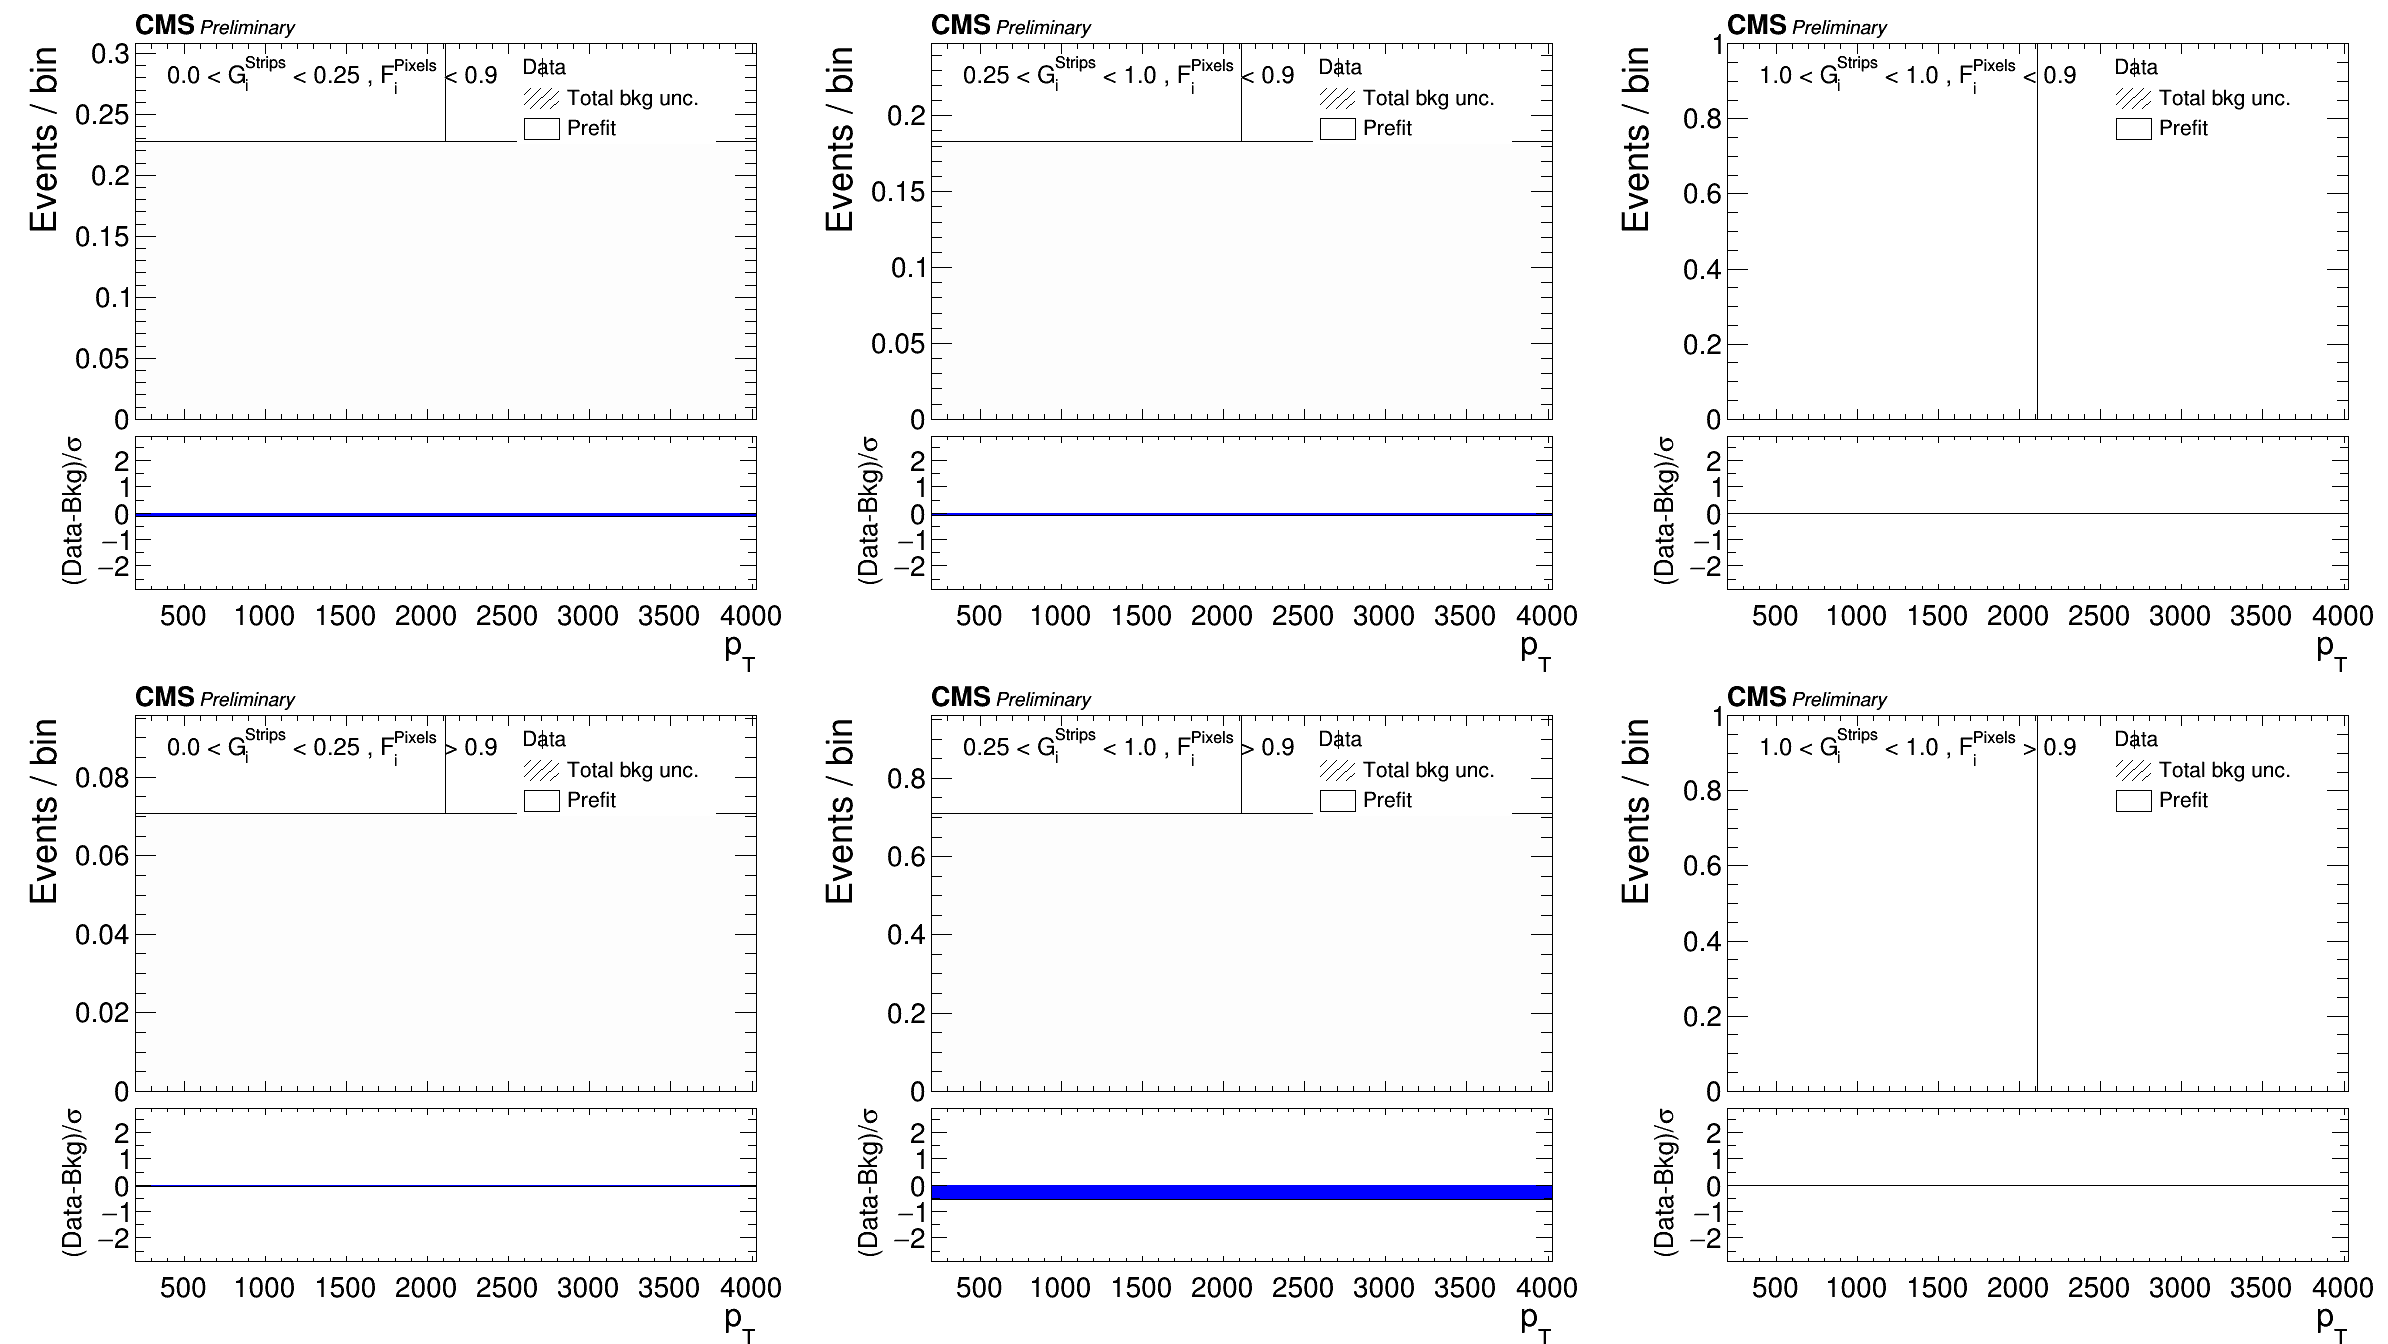 CMS Preliminary
Events / bin
0.3
0.25
0.2
0.15
0.1
0.05
0
0.0 < G_i^Strips < 0.25 , F_i^Pixels < 0.9
Data
Total bkg unc.
Prefit
(Data-Bkg)/σ
2
1
0
−1
−2
500 1000 1500 2000 2500 3000 3500 4000
p_T
CMS Preliminary
Events / bin
0.2
0.15
0.1
0.05
0
0.25 < G_i^Strips < 1.0 , F_i^Pixels < 0.9
Data
Total bkg unc.
Prefit
(Data-Bkg)/σ
2
1
0
−1
−2
500 1000 1500 2000 2500 3000 3500 4000
p_T
CMS Preliminary
Events / bin
1
0.8
0.6
0.4
0.2
0
1.0 < G_i^Strips < 1.0 , F_i^Pixels < 0.9
Data
Total bkg unc.
Prefit
(Data-Bkg)/σ
2
1
0
−1
−2
500 1000 1500 2000 2500 3000 3500 4000
p_T
CMS Preliminary
Events / bin
0.08
0.06
0.04
0.02
0
0.0 < G_i^Strips < 0.25 , F_i^Pixels > 0.9
Data
Total bkg unc.
Prefit
(Data-Bkg)/σ
2
1
0
−1
−2
500 1000 1500 2000 2500 3000 3500 4000
p_T
CMS Preliminary
Events / bin
0.8
0.6
0.4
0.2
0
0.25 < G_i^Strips < 1.0 , F_i^Pixels > 0.9
Data
Total bkg unc.
Prefit
(Data-Bkg)/σ
2
1
0
−1
−2
500 1000 1500 2000 2500 3000 3500 4000
p_T
CMS Preliminary
Events / bin
1
0.8
0.6
0.4
0.2
0
1.0 < G_i^Strips < 1.0 , F_i^Pixels > 0.9
Data
Total bkg unc.
Prefit
(Data-Bkg)/σ
2
1
0
−1
−2
500 1000 1500 2000 2500 3000 3500 4000
p_T